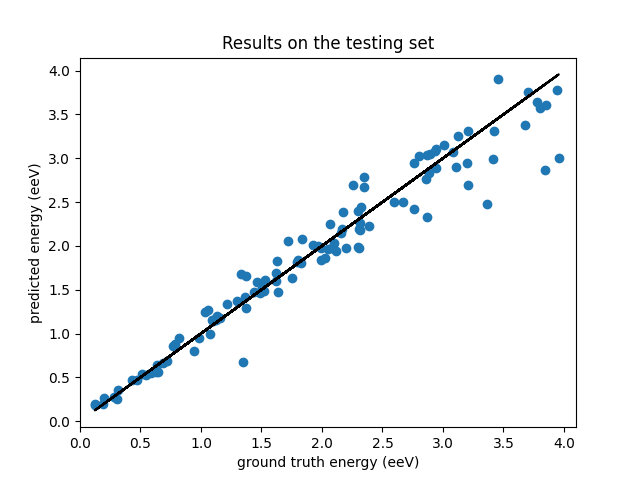 Results on the testing set
predicted energy (eeV)
4.0
3.5
3.0
2.5
2.0
1.5
1.0
0.5
0.0
0.0 0.5 1.0 1.5 2.0 2.5 3.0 3.5 4.0
ground truth energy (eeV)